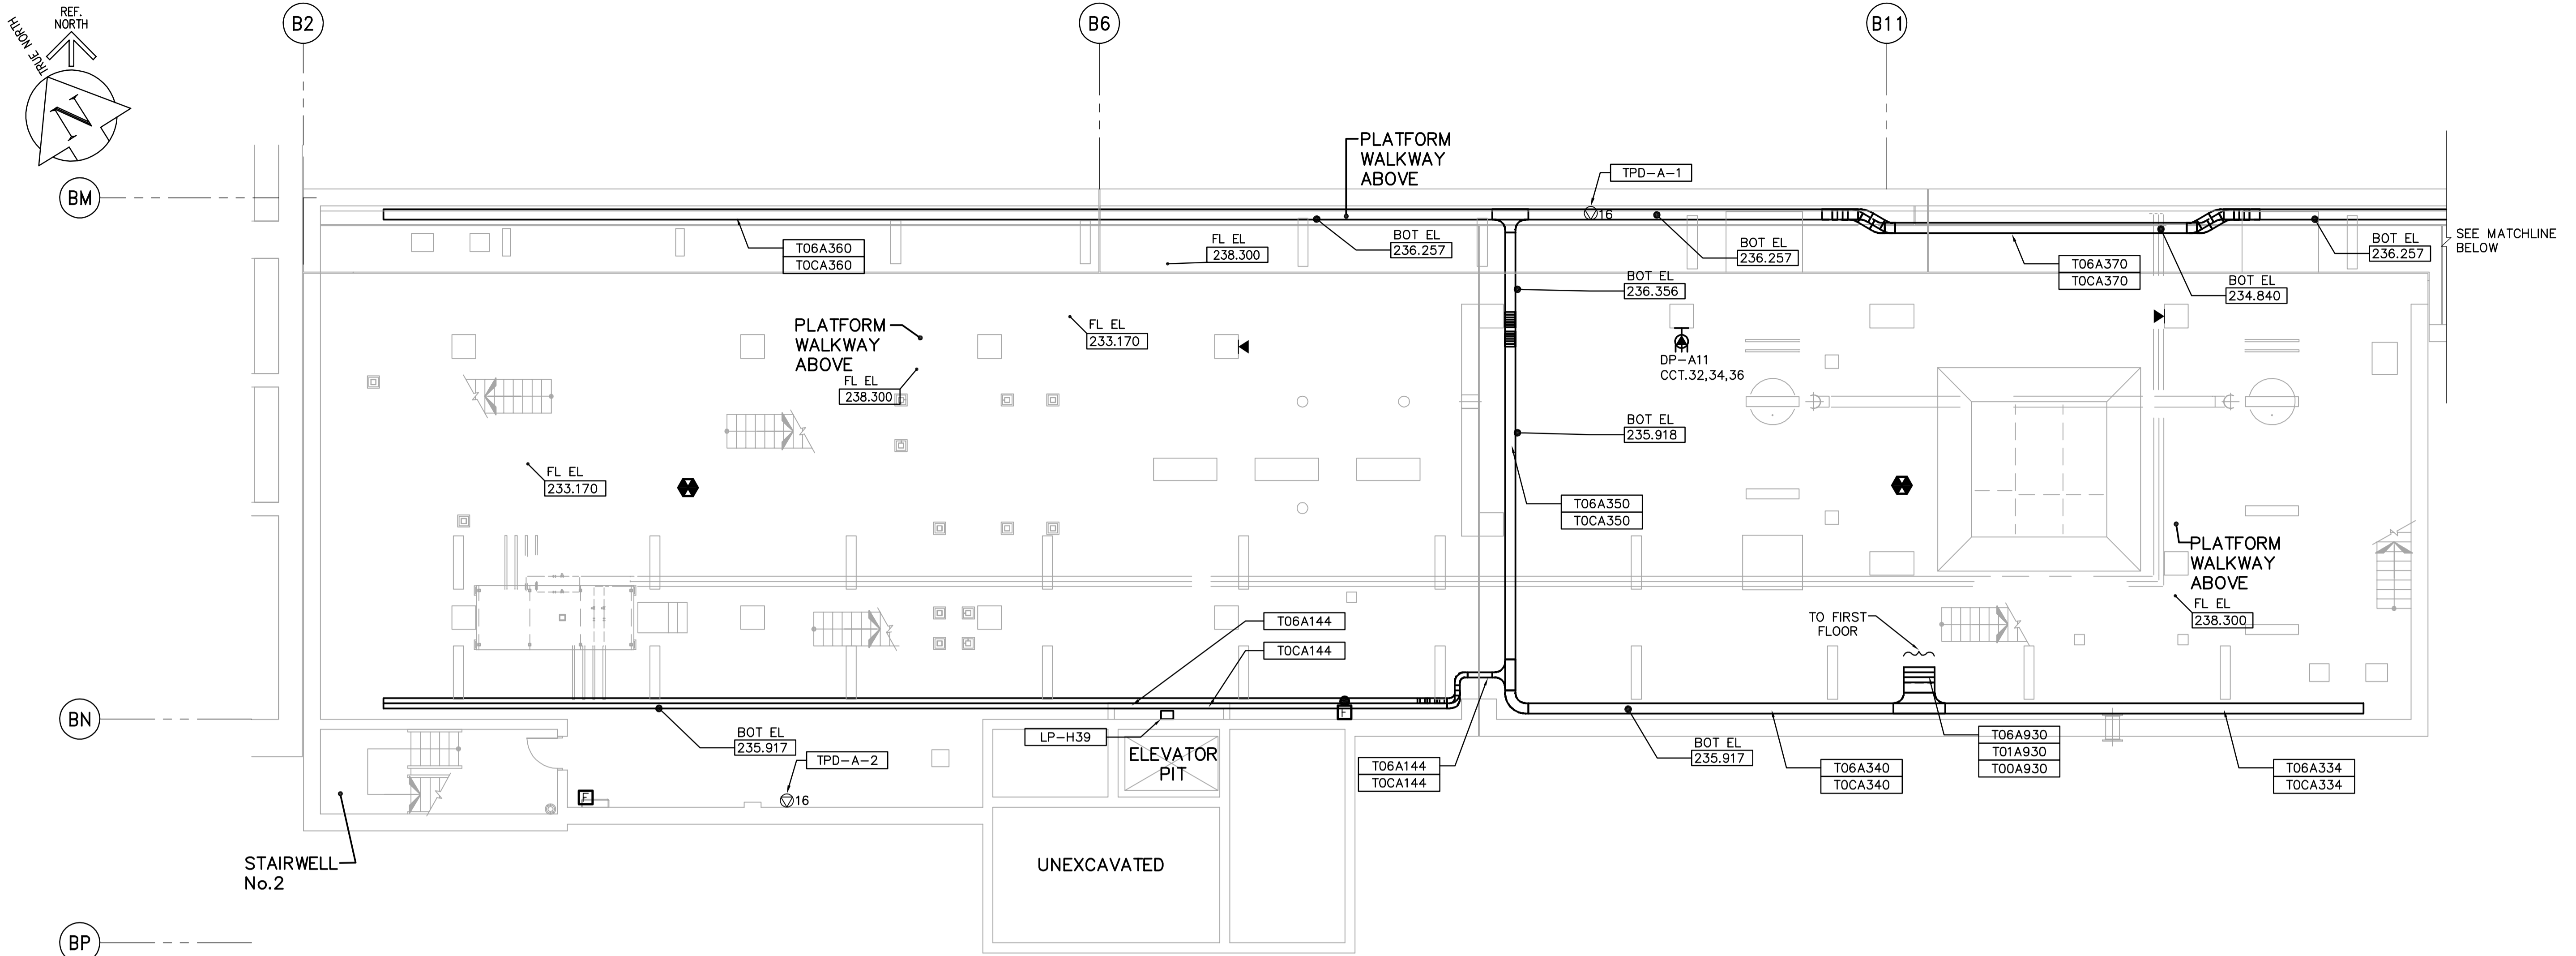 REF.
NORTH
TRUE NORTH
N
B2
B6
B11
BM
BN
BP
PLATFORM
WALKWAY
ABOVE
TPD-A-1
16
T06A360
T0CA360
FL EL
238.300
BOT EL
236.257
BOT EL
236.257
T06A370
T0CA370
BOT EL
234.840
BOT EL
236.257
SEE MATCHLINE
BELOW
BOT EL
236.356
PLATFORM
WALKWAY
ABOVE
FL EL
233.170
FL EL
238.300
DP-A11
CCT.32,34,36
BOT EL
235.918
FL EL
233.170
T06A350
T0CA350
PLATFORM
WALKWAY
ABOVE
FL EL
238.300
T06A144
T0CA144
TO FIRST
FLOOR
BOT EL
235.917
LP-H39
F
TPD-A-2
16
F
ELEVATOR
PIT
T06A144
T0CA144
BOT EL
235.917
T06A340
T0CA340
T06A930
T01A930
T00A930
T06A334
T0CA334
STAIRWELL
No.2
UNEXCAVATED